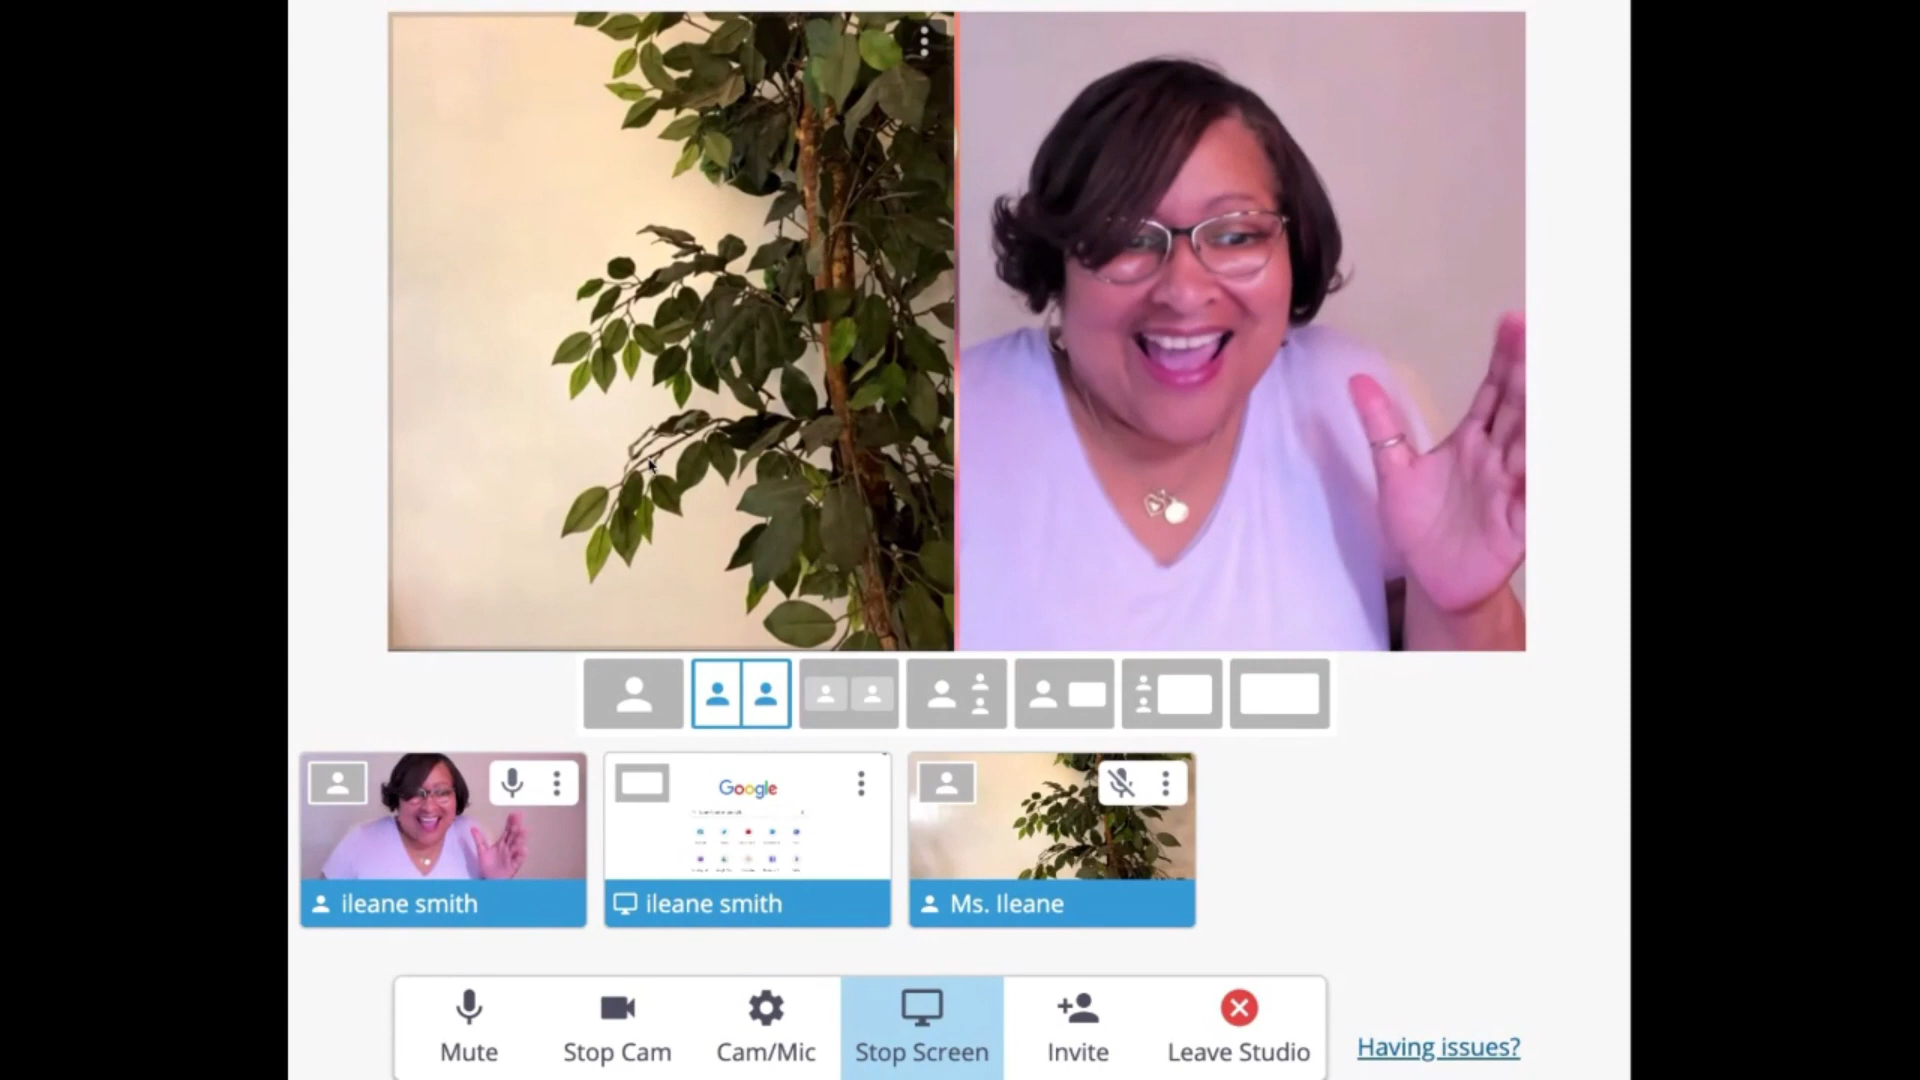 Google
ileane smith
ileane smith
Ms. Ileane
Mute
Stop Cam
Cam/Mic
Stop Screen
Invite
Leave Studio
Having issues?